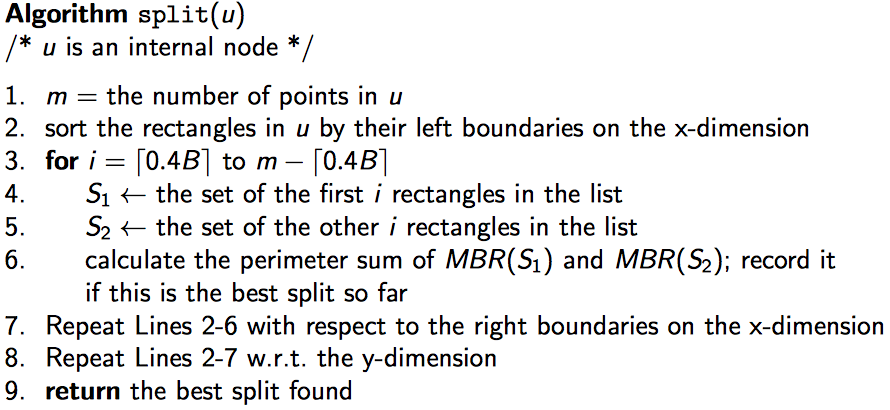 Algorithm split(u)
/* u is an internal node */
1. m = the number of points in u
2. sort the rectangles in u by their left boundaries on the x-dimension
3. for i = ⌈0.4B⌉ to m − ⌈0.4B⌉
4. S₁ ← the set of the first i rectangles in the list
5. S₂ ← the set of the other i rectangles in the list
6. calculate the perimeter sum of MBR(S₁) and MBR(S₂); record it
if this is the best split so far
7. Repeat Lines 2-6 with respect to the right boundaries on the x-dimension
8. Repeat Lines 2-7 w.r.t. the y-dimension
9. return the best split found